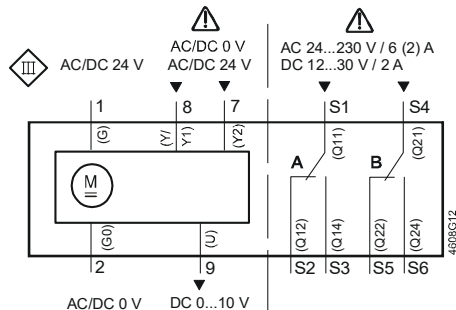 AC/DC 0 V
AC/DC 24 V
AC 24...230 V / 6 (2) A
DC 12...30 V / 2 A
III
AC/DC 24 V
1
8
7
S1
S4
(G)
(Y/
Y1)
(Y2)
(Q11)
(Q21)
A
B
M
(G0)
(U)
(Q12)
(Q14)
(Q22)
(Q24)
2
9
S2
S3
S5
S6
AC/DC 0 V
DC 0...10 V
4608G12